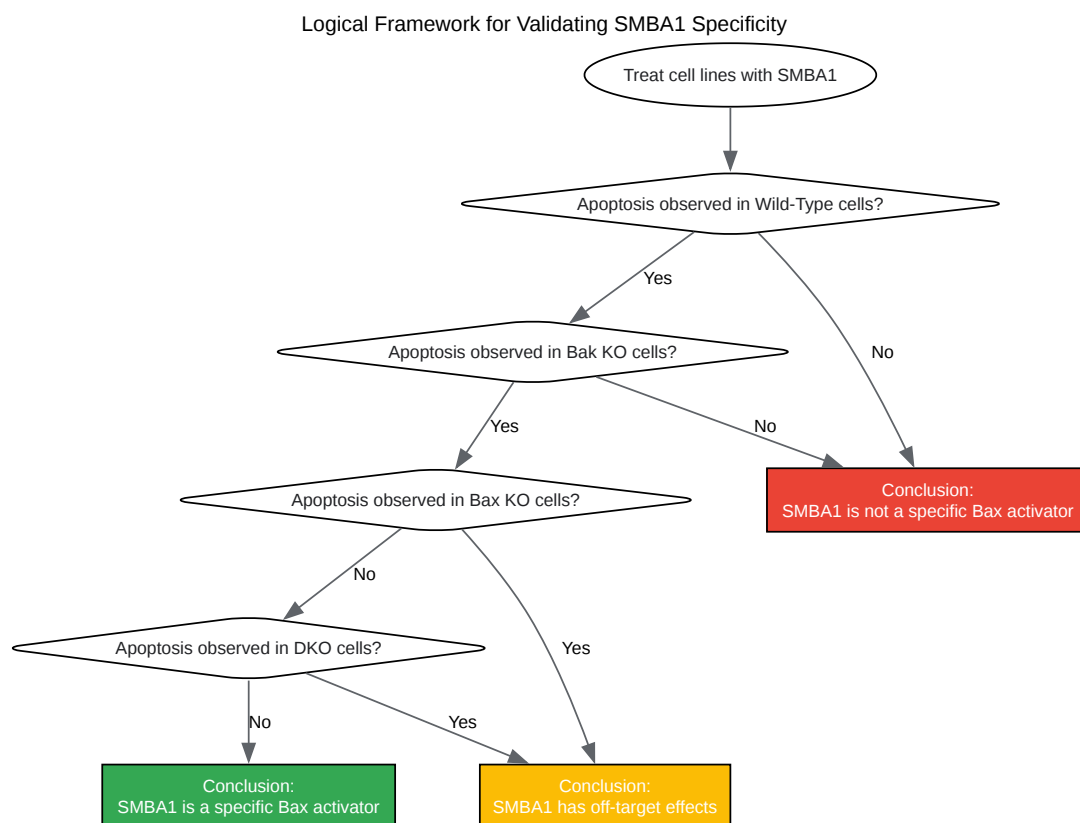 Logical Framework for Validating SMBA1 Specificity
Treat cell lines with SMBA1
Apoptosis observed in Wild-Type cells?
Yes
No
Apoptosis observed in Bak KO cells?
Yes
No
Apoptosis observed in Bax KO cells?
Conclusion:
SMBA1 is not a specific Bax activator
No
Yes
Apoptosis observed in DKO cells?
No
Yes
Conclusion:
SMBA1 is a specific Bax activator
Conclusion:
SMBA1 has off-target effects